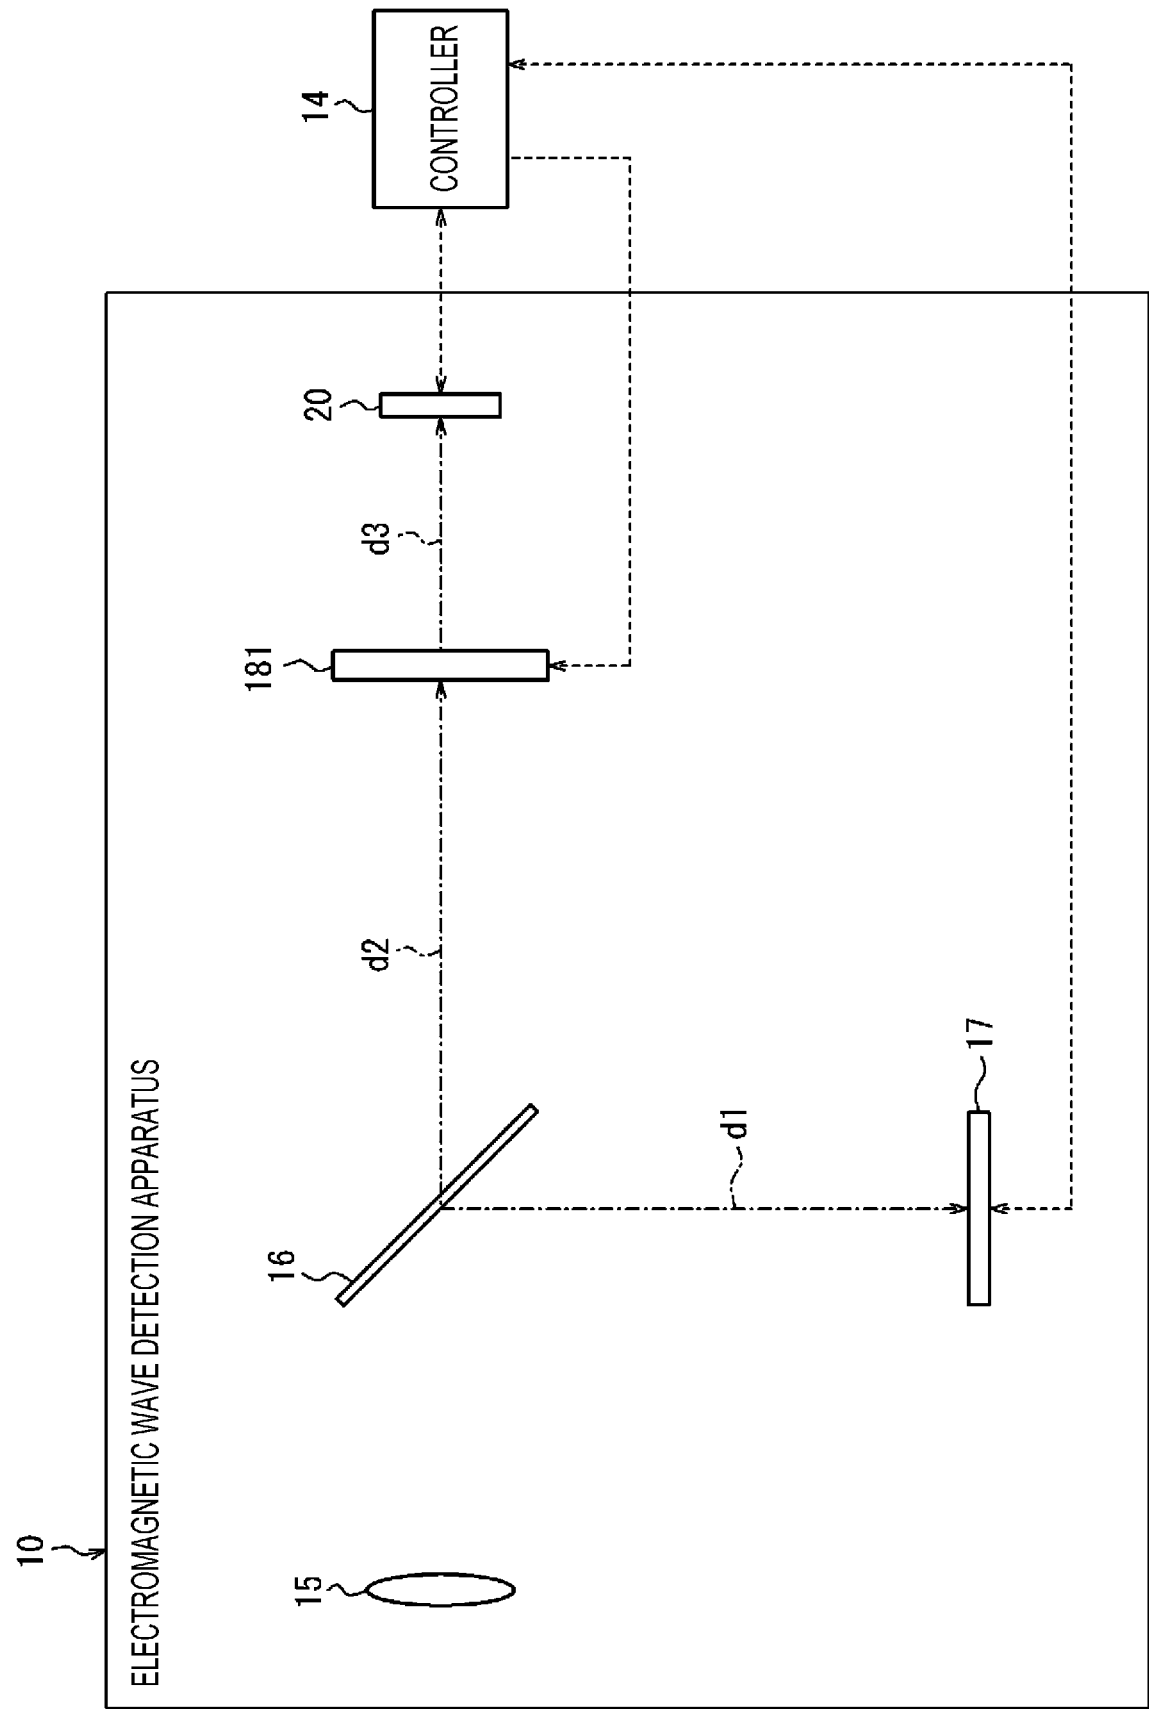 10
ELECTROMAGNETIC WAVE DETECTION APPARATUS
15
16
d2
181
d3
20
14
CONTROLLER
d1
17